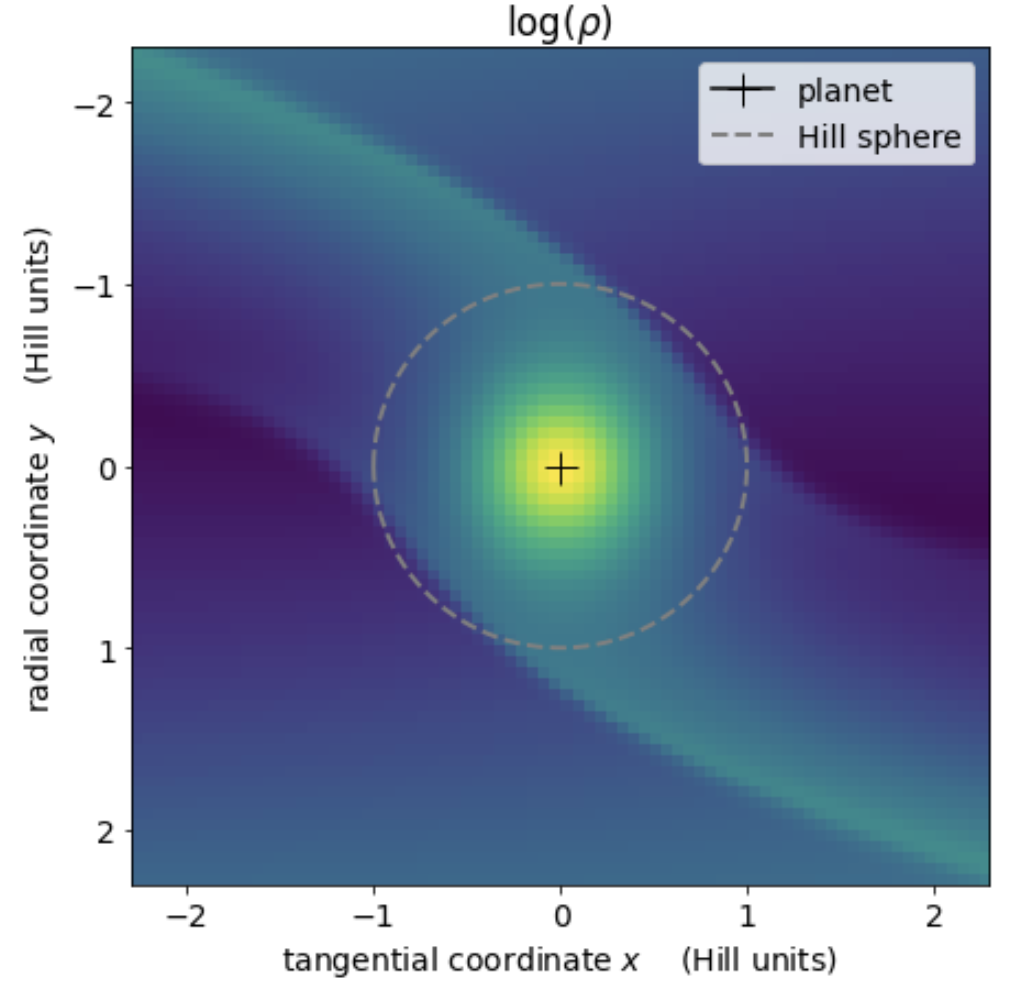 log(ρ)
planet
Hill sphere
−2
−1
0
1
2
radial coordinate y (Hill units)
−2
−1
0
1
2
tangential coordinate x (Hill units)